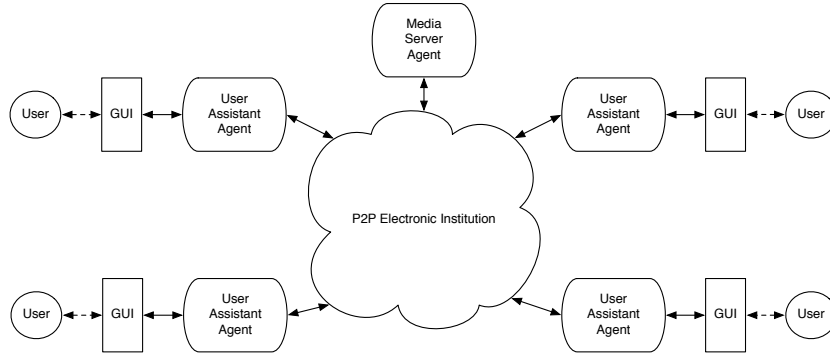 Media
Server
Agent
User
GUI
User
Assistant
Agent
User
Assistant
Agent
GUI
User
P2P Electronic Institution
User
GUI
User
Assistant
Agent
User
Assistant
Agent
GUI
User